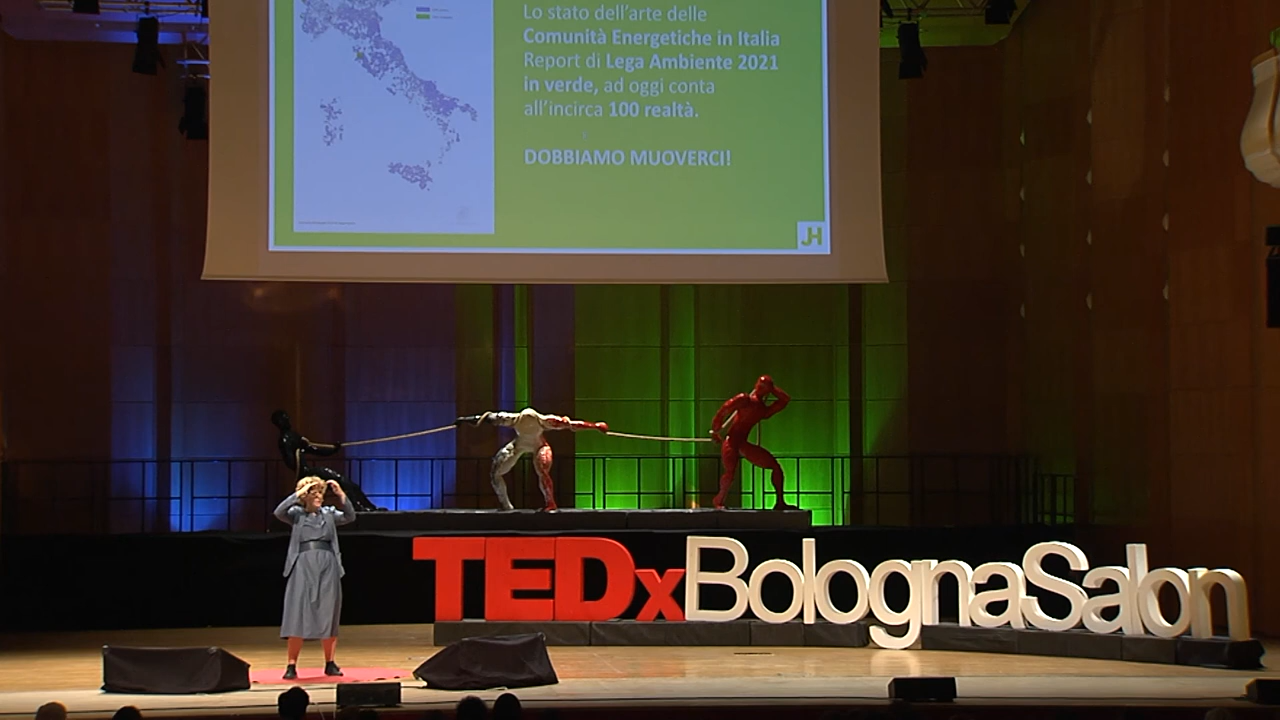 Lo stato dell'arte delle
Comunità Energetiche in Italia
Report di Lega Ambiente 2021
in verde, ad oggi conta
all'incirca 100 realtà.
DOBBIAMO MUOVERCI!
JH
TEDxBolognaSalon